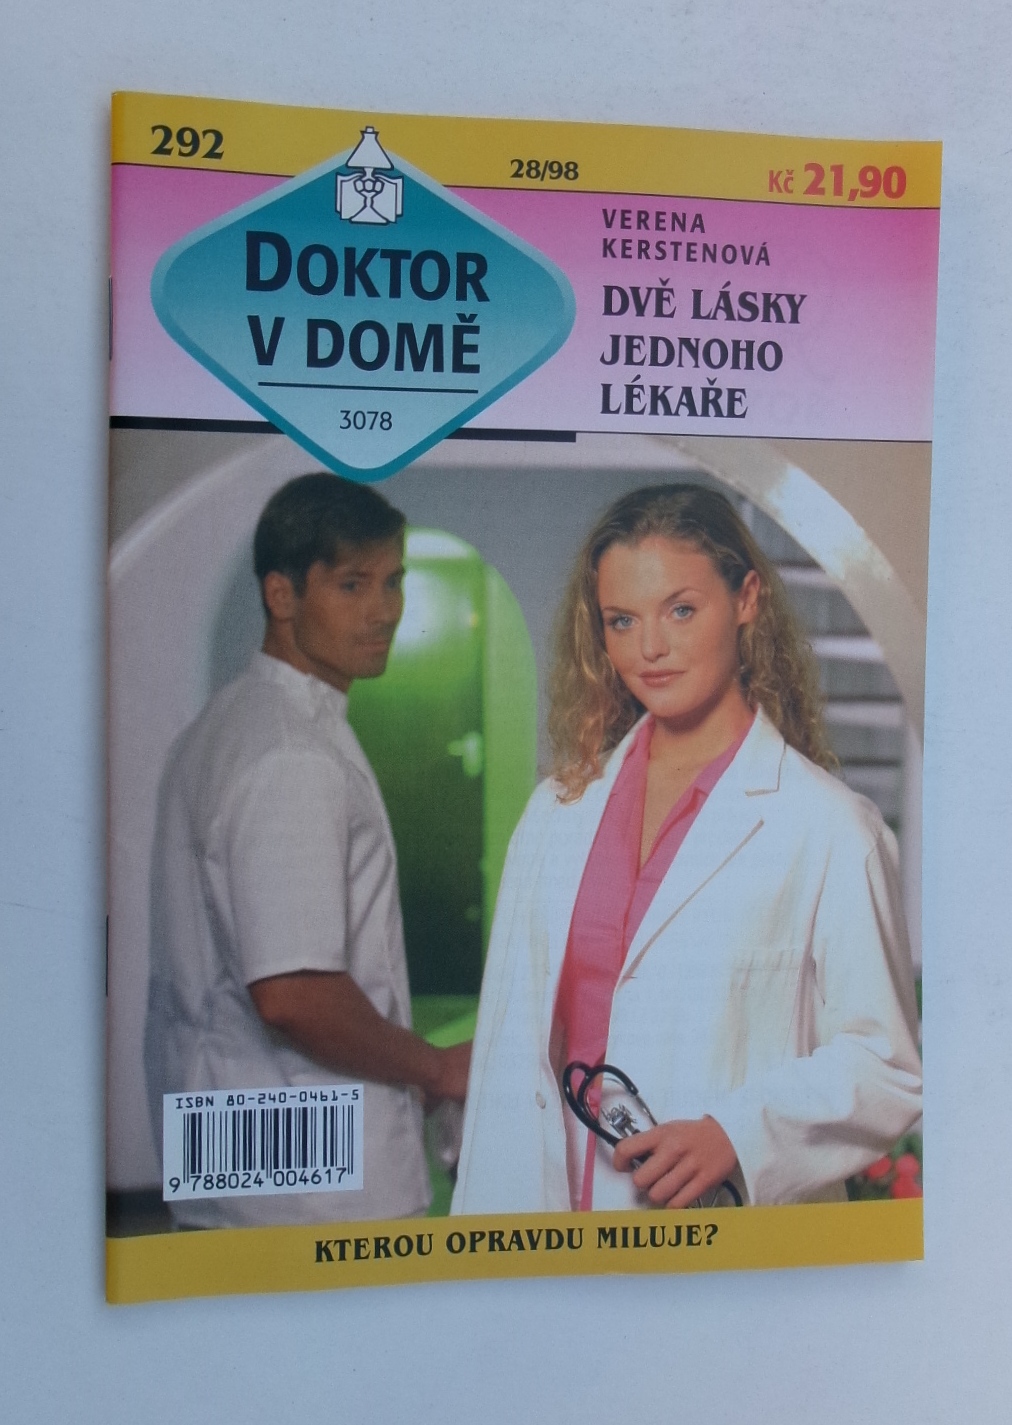 292
28/98
Kč 21,90
DOKTOR
V DOMĚ
3078
VERENA
KERSTENOVÁ
DVĚ LÁSKY
JEDNOHO
LÉKAŘE
ISBN 80-240-0461-5
9 788024 004617
KTEROU OPRAVDU MILUJE?